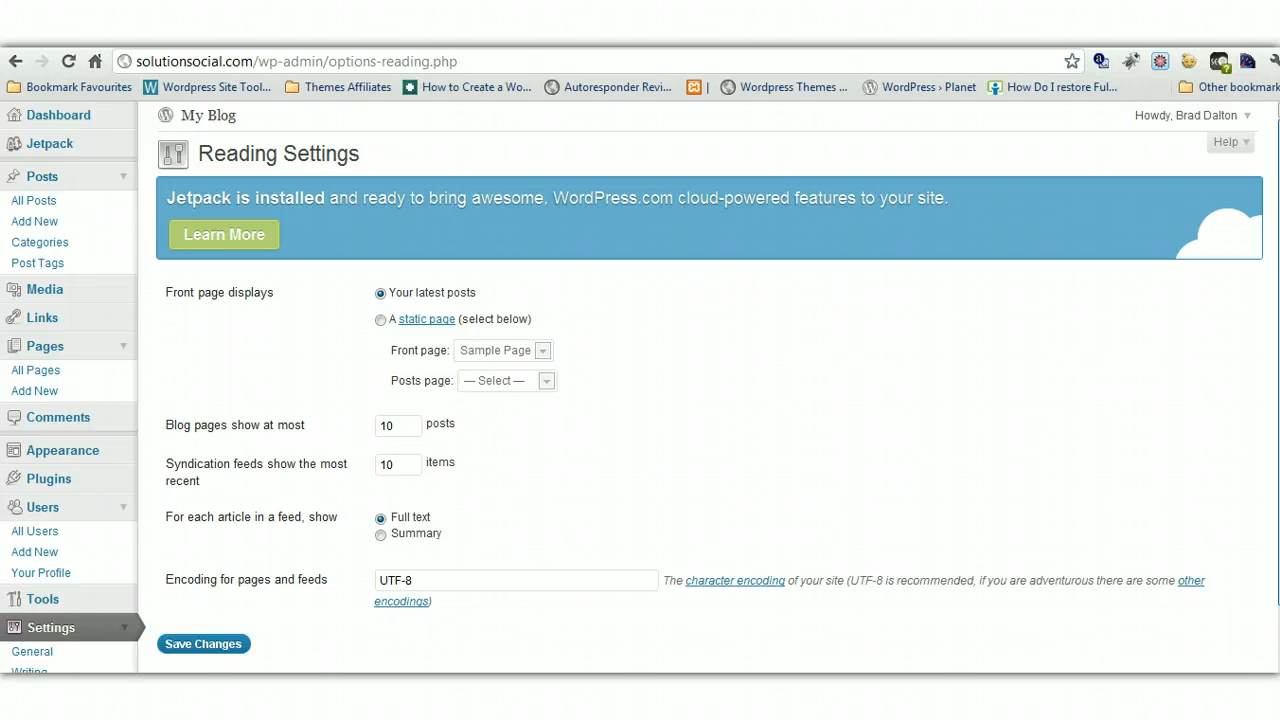 solutionsocial.com/wp-admin/options-reading.php
Bookmark Favourites Wordpress Site Tool... Themes Affiliates How to Create a Wo... Autoresponder Revi... | Wordpress Themes ... WordPress › Planet How Do I restore Ful... Other bookmark
Dashboard
Jetpack
Posts
All Posts
Add New
Categories
Post Tags
Media
Links
Pages
All Pages
Add New
Comments
Appearance
Plugins
Users
All Users
Add New
Your Profile
Tools
Settings
General
Writing
My Blog
Howdy, Brad Dalton
Reading Settings
Help
Jetpack is installed and ready to bring awesome, WordPress.com cloud-powered features to your site.
Learn More
Front page displays
Your latest posts
A static page (select below)
Front page: Sample Page
Posts page: — Select —
Blog pages show at most 10 posts
Syndication feeds show the most
recent
10 items
For each article in a feed, show
Full text
Summary
Encoding for pages and feeds UTF-8 The character encoding of your site (UTF-8 is recommended, if you are adventurous there are some other
encodings)
Save Changes